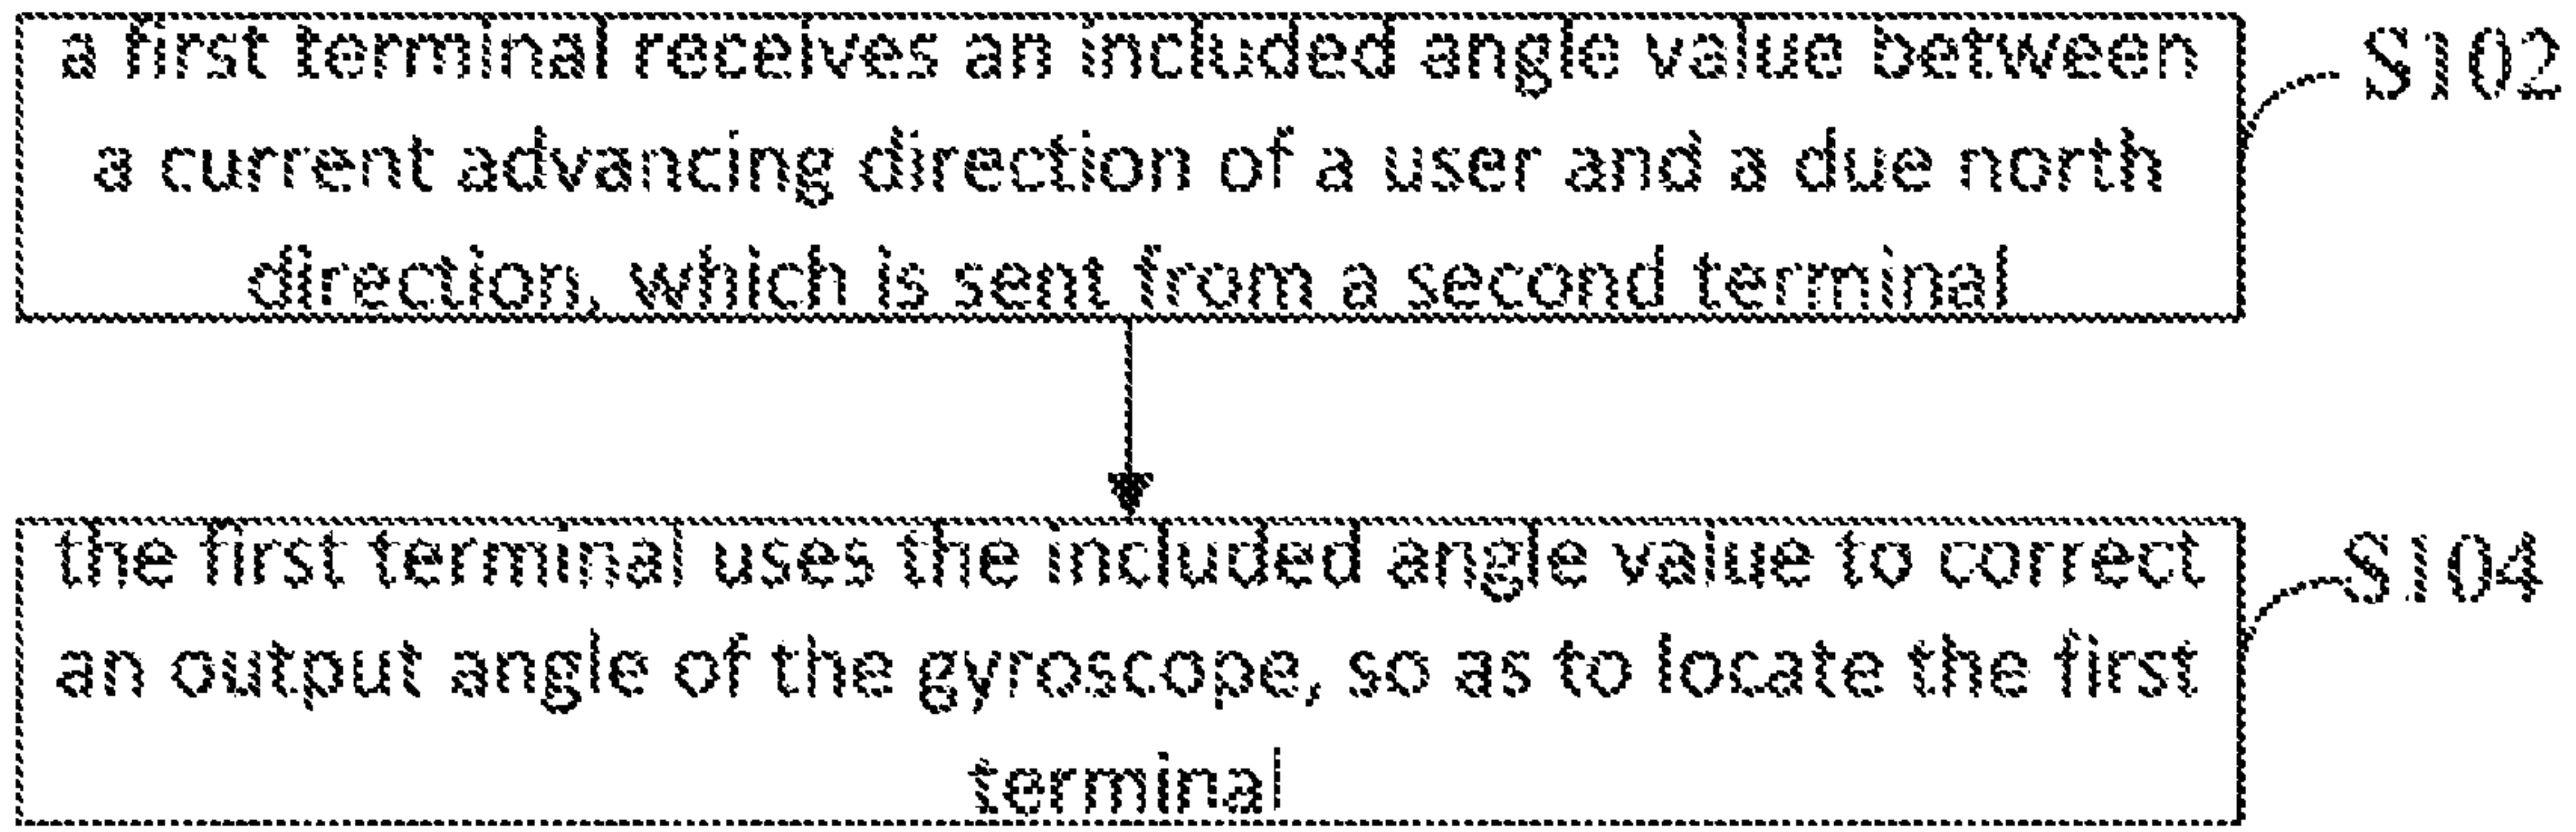 a first terminal receives an included angle value between
S102
a current advancing direction of a user and a due north
direction, which is sent from a second terminal
the first terminal uses the included angle value to correct
S104
an output angle of the gyroscope, so as to locate the first
terminal